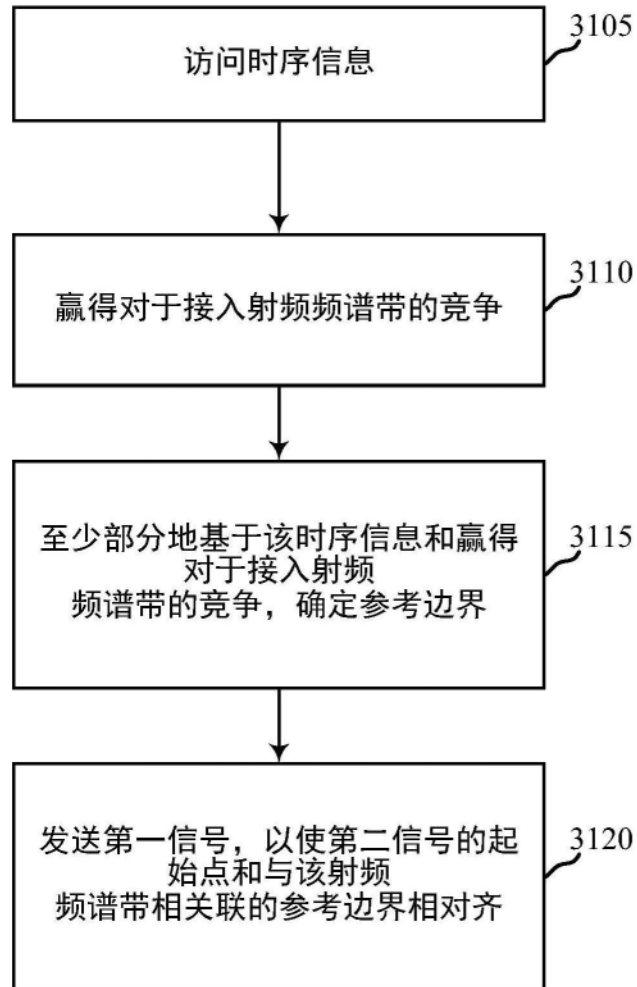 访问时序信息
3105
赢得对于接入射频频谱带的竞争
3110
至少部分地基于该时序信息和赢得
对于接入射频
频谱带的竞争，确定参考边界
3115
发送第一信号，以使第二信号的起
始点和与该射频
频谱带相关联的参考边界相对齐
3120